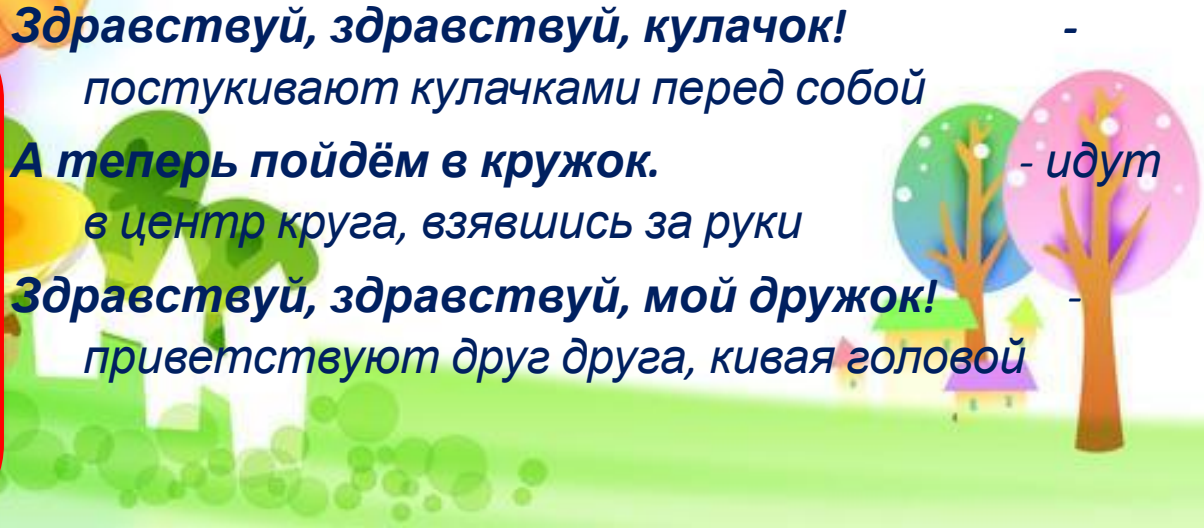 Здравствуй, здравствуй, кулачок! -
постукивают кулачками перед собой
А теперь пойдём в кружок. - идут
в центр круга, взявшись за руки
Здравствуй, здравствуй, мой дружок! -
приветствуют друг друга, кивая головой